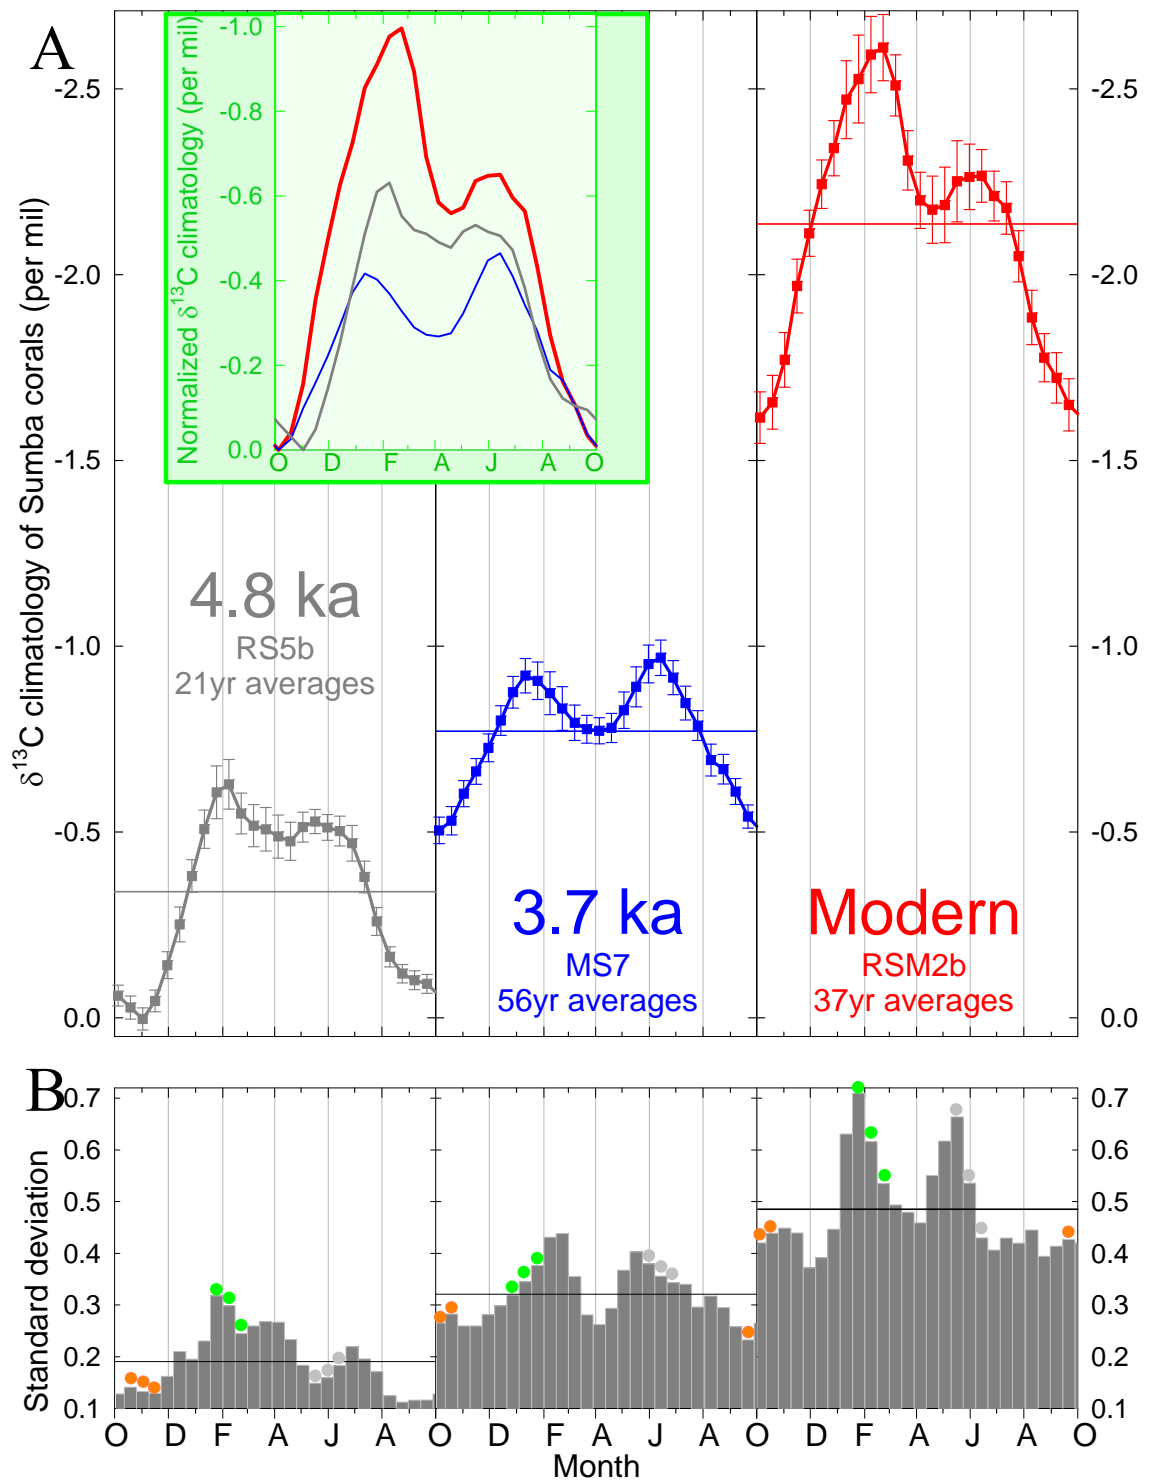 A
δ¹³C climatology of Sumba corals (per mil)
-2.5
-2.0
-1.5
-1.0
-0.5
0.0
Normalized δ¹³C climatology (per mil)
-1.0
-0.8
-0.6
-0.4
-0.2
0.0
O D F A J A O
4.8 ka
RS5b
21yr averages
3.7 ka
MS7
56yr averages
Modern
RSM2b
37yr averages
-2.5
-2.0
-1.5
-1.0
-0.5
0.0
B
Standard deviation
0.7
0.6
0.5
0.4
0.3
0.2
0.1
0.7
0.6
0.5
0.4
0.3
0.2
0.1
O D F A J A O D F A J A O D F A J A O
Month